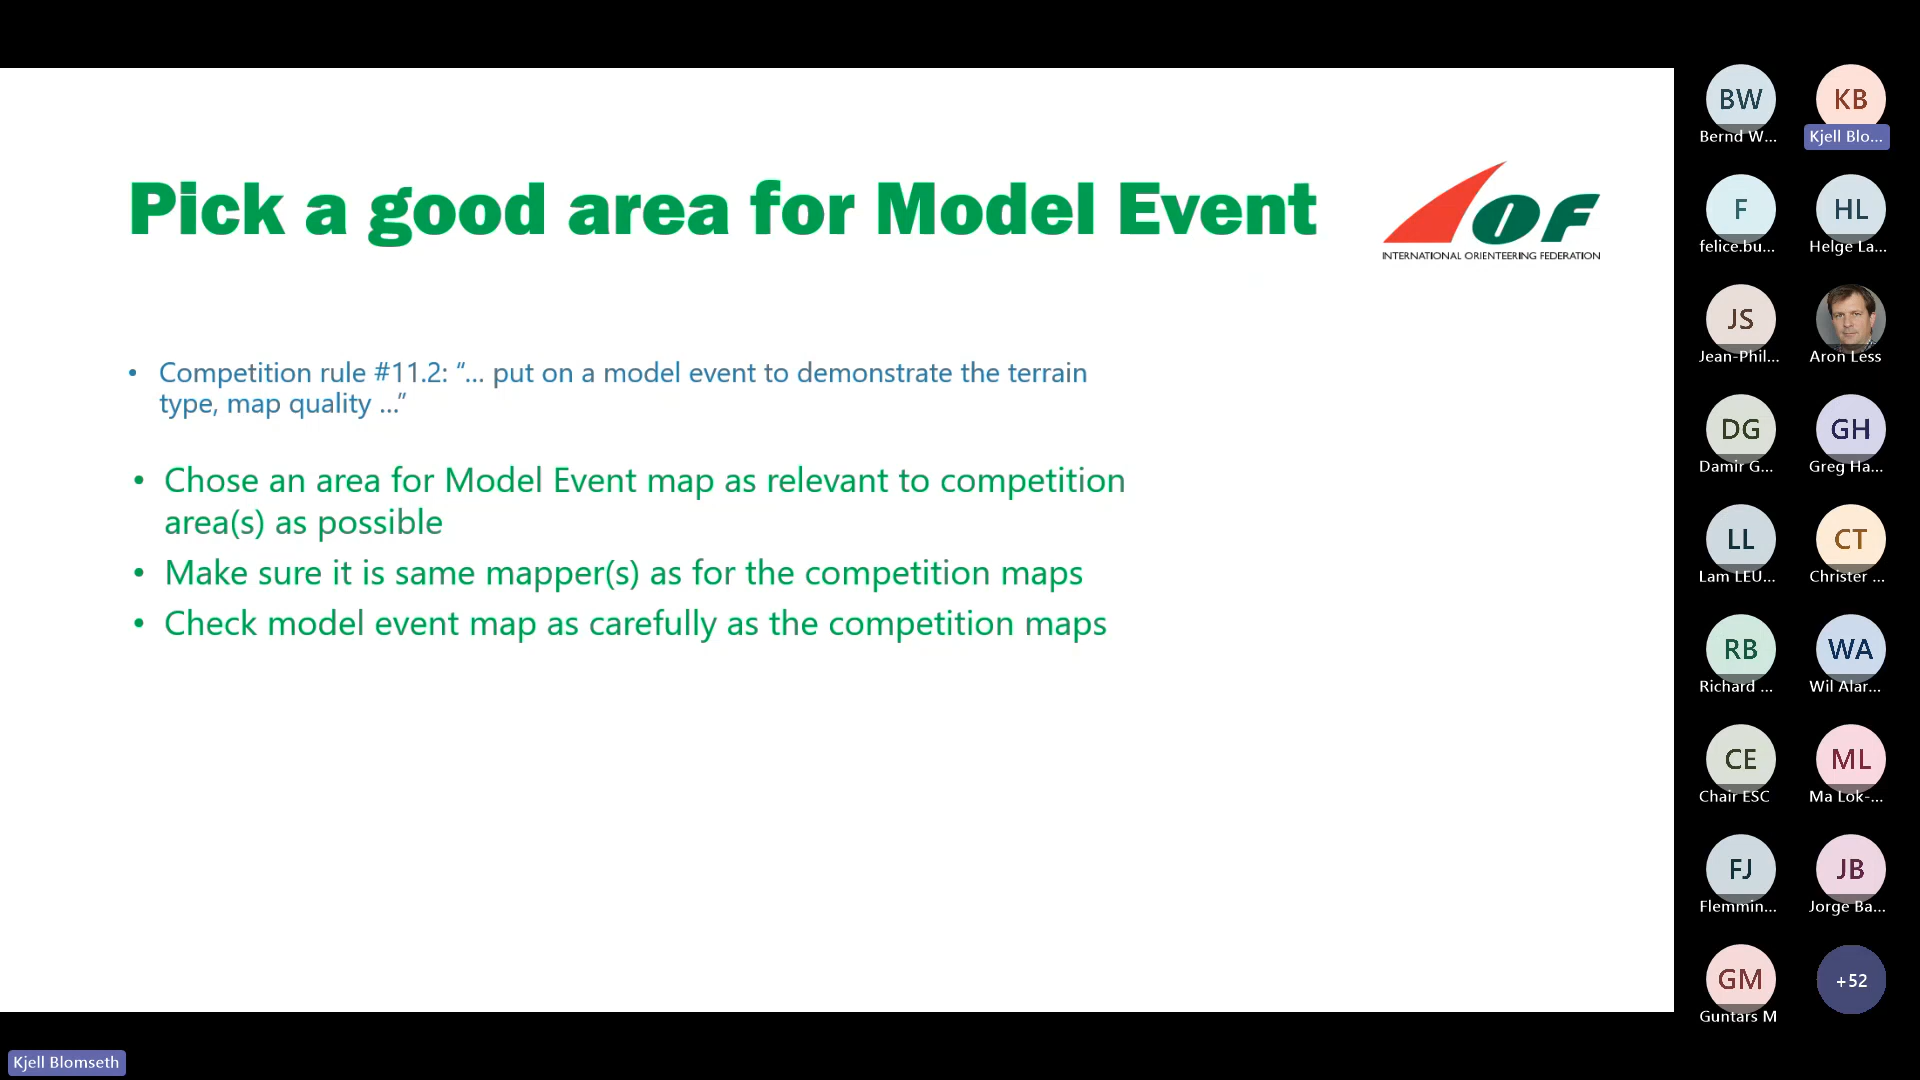 Pick a good area for Model Event
IOF
INTERNATIONAL ORIENTEERING FEDERATION
• Competition rule #11.2: “... put on a model event to demonstrate the terrain
type, map quality ...”
• Chose an area for Model Event map as relevant to competition
area(s) as possible
• Make sure it is same mapper(s) as for the competition maps
• Check model event map as carefully as the competition maps
BW KB
Bernd W... Kjell Blo...
F HL
felice.bu... Helge La...
JS
Jean-Phil... Aron Less
DG GH
Damir G... Greg Ha...
LL CT
Lam LEU... Christer ...
RB WA
Richard ... Wil Alar...
CE ML
Chair ESC Ma Lok-...
FJ JB
Flemmin... Jorge Ba...
GM +52
Guntars M
Kjell Blomseth